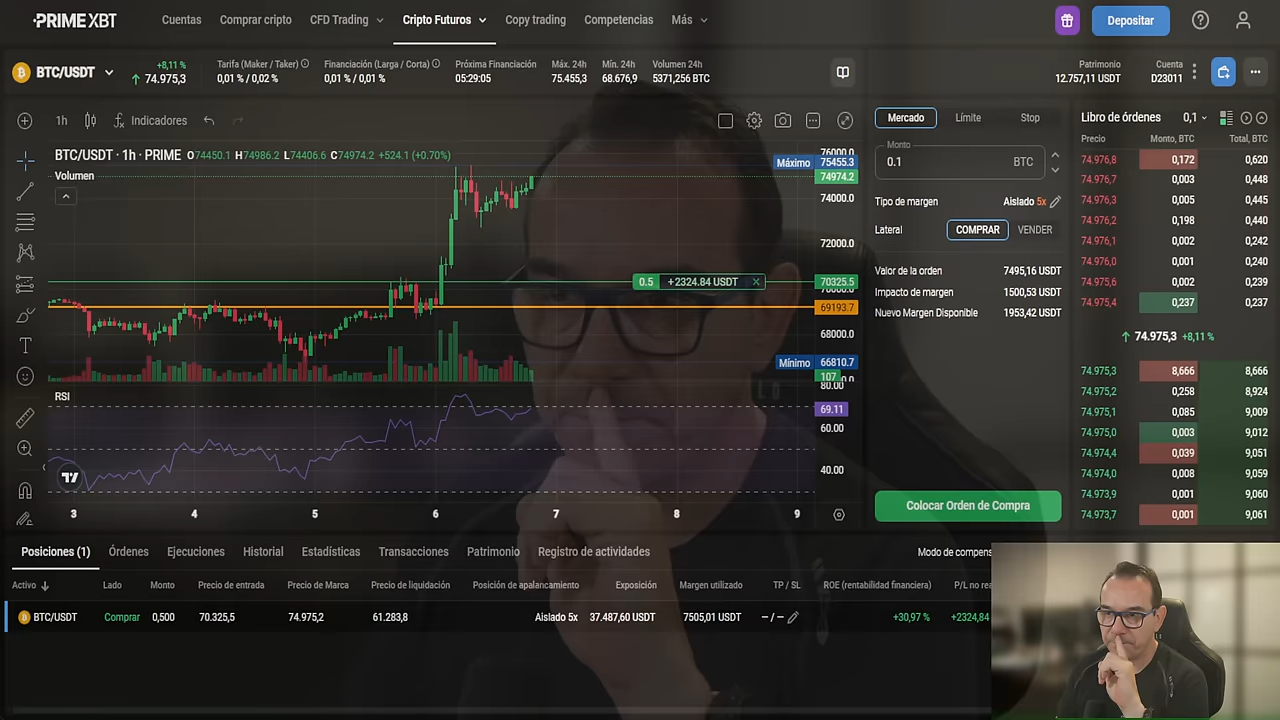 PRIME XBT
Cuentas Comprar cripto CFD Trading Cripto Futuros Copy trading Competencias Más
Depositar
BTC/USDT
+8,11 %
74.975,3
Tarifa (Maker / Taker)
0,01 % / 0,02 %
Financiación (Larga / Corta)
0,01 % / 0,01 %
Próxima Financiación
05:29:05
Máx. 24h
75.455,3
Mín. 24h
68.676,9
Volumen 24h
5371,256 BTC
Patrimonio
12.757,11 USDT
Cuenta
D23011
1h Indicadores
BTC/USDT · 1h · PRIME O74450.1 H74986.2 L74406.6 C74974.2 +524.1 (+0.70%)
Volumen
76000.0
Máximo 75455.3
74974.2
74000.0
72000.0
0.5 +2324.84 USDT ×
70325.5
70000.0
69193.7
68000.0
Mínimo 66810.7
107
80.00
RSI
69.11
60.00
40.00
3 4 5 6 7 8 9
Mercado Límite Stop
Monto
0.1 BTC
Tipo de margen Aislado 5x
Lateral COMPRAR VENDER
Valor de la orden 7495,16 USDT
Impacto de margen 1500,53 USDT
Nuevo Margen Disponible 1953,42 USDT
Colocar Orden de Compra
Libro de órdenes 0,1
Precio Monto, BTC Total, BTC
74.976,8 0,172 0,620
74.976,7 0,003 0,448
74.976,3 0,005 0,445
74.976,2 0,198 0,440
74.976,1 0,002 0,242
74.976,0 0,001 0,240
74.975,6 0,002 0,239
74.975,4 0,237 0,237
74.975,3 +8,11 %
74.975,3 8,666 8,666
74.975,2 0,258 8,924
74.975,1 0,085 9,009
74.975,0 0,003 9,012
74.974,4 0,039 9,051
74.974,0 0,008 9,059
74.973,9 0,001 9,060
74.973,7 0,001 9,061
Posiciones (1) Órdenes Ejecuciones Historial Estadísticas Transacciones Patrimonio Registro de actividades Modo de compens
Activo Lado Monto Precio de entrada Precio de Marca Precio de liquidación Posición de apalancamiento Exposición Margen utilizado TP / SL ROE (rentabilidad financiera) P/L no rea
BTC/USDT Comprar 0,500 70.325,5 74.975,2 61.283,8 Aislado 5x 37.487,60 USDT 7505,01 USDT – / – +30,97 % +2324,84